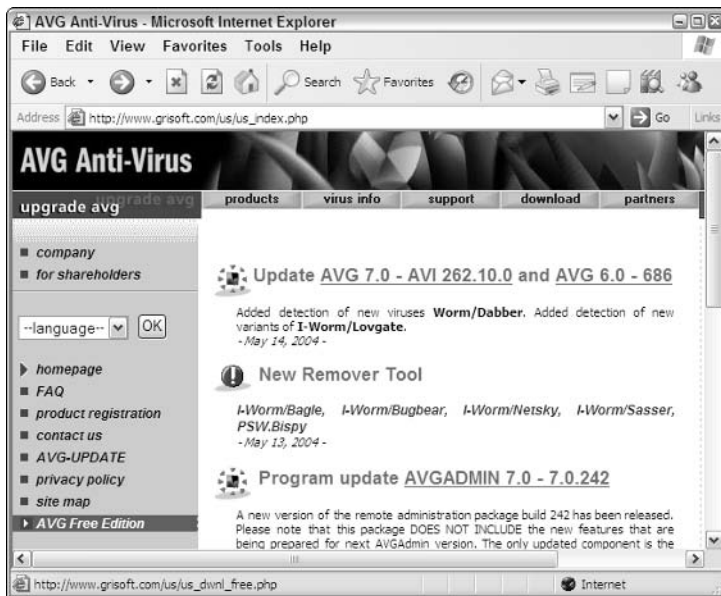 AVG Anti-Virus - Microsoft Internet Explorer
File Edit View Favorites Tools Help
Back Search Favorites
Address http://www.grisoft.com/us/us_index.php Go Links
AVG Anti-Virus
upgrade avg
upgrade avg
products virus info support download partners
company
for shareholders
--language-- OK
homepage
FAQ
product registration
contact us
AVG-UPDATE
privacy policy
site map
AVG Free Edition
Update AVG 7.0 - AVI 262.10.0 and AVG 6.0 - 686
Added detection of new viruses Worm/Dabber. Added detection of new
variants of I-Worm/Lovgate.
- May 14, 2004 -
New Remover Tool
I-Worm/Bagle, I-Worm/Bugbear, I-Worm/Netsky, I-Worm/Sasser,
PSW.Bispy
- May 13, 2004 -
Program update AVGADMIN 7.0 - 7.0.242
A new version of the remote administration package build 242 has been released.
Please note that this package DOES NOT INCLUDE the new features that are
being prepared for next AVGAdmin version. The only updated component is the
http://www.grisoft.com/us/us_dwnl_free.php Internet